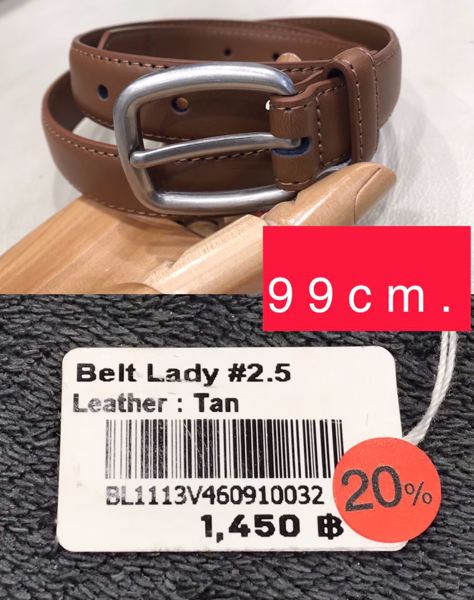 99cm.
Belt Lady #2.5
Leather : Tan
BL1113V460910032
20%
1,450 ฿